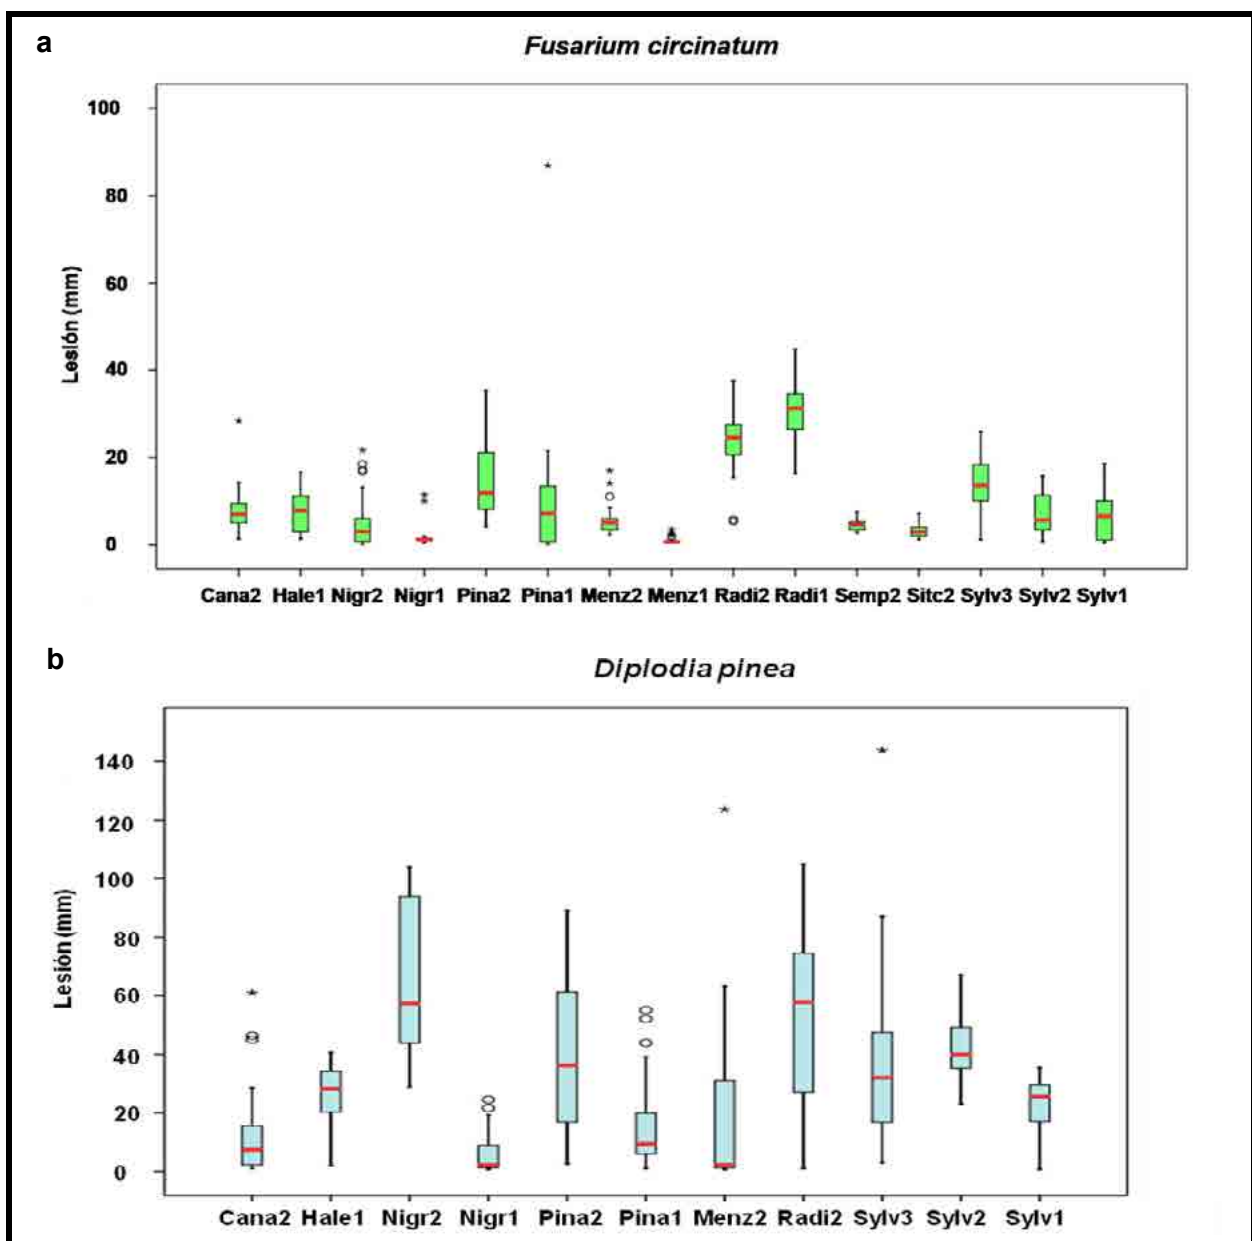 a
Fusarium circinatum
100
80
60
40
20
0
Lesión (mm)
Cana2 Hale1 Nigr2 Nigr1 Pina2 Pina1 Menz2 Menz1 Radi2 Radi1 Semp2 Sitc2 Sylv3 Sylv2 Sylv1
b
Diplodia pinea
140
120
100
80
60
40
20
0
Lesión (mm)
Cana2 Hale1 Nigr2 Nigr1 Pina2 Pina1 Menz2 Radi2 Sylv3 Sylv2 Sylv1